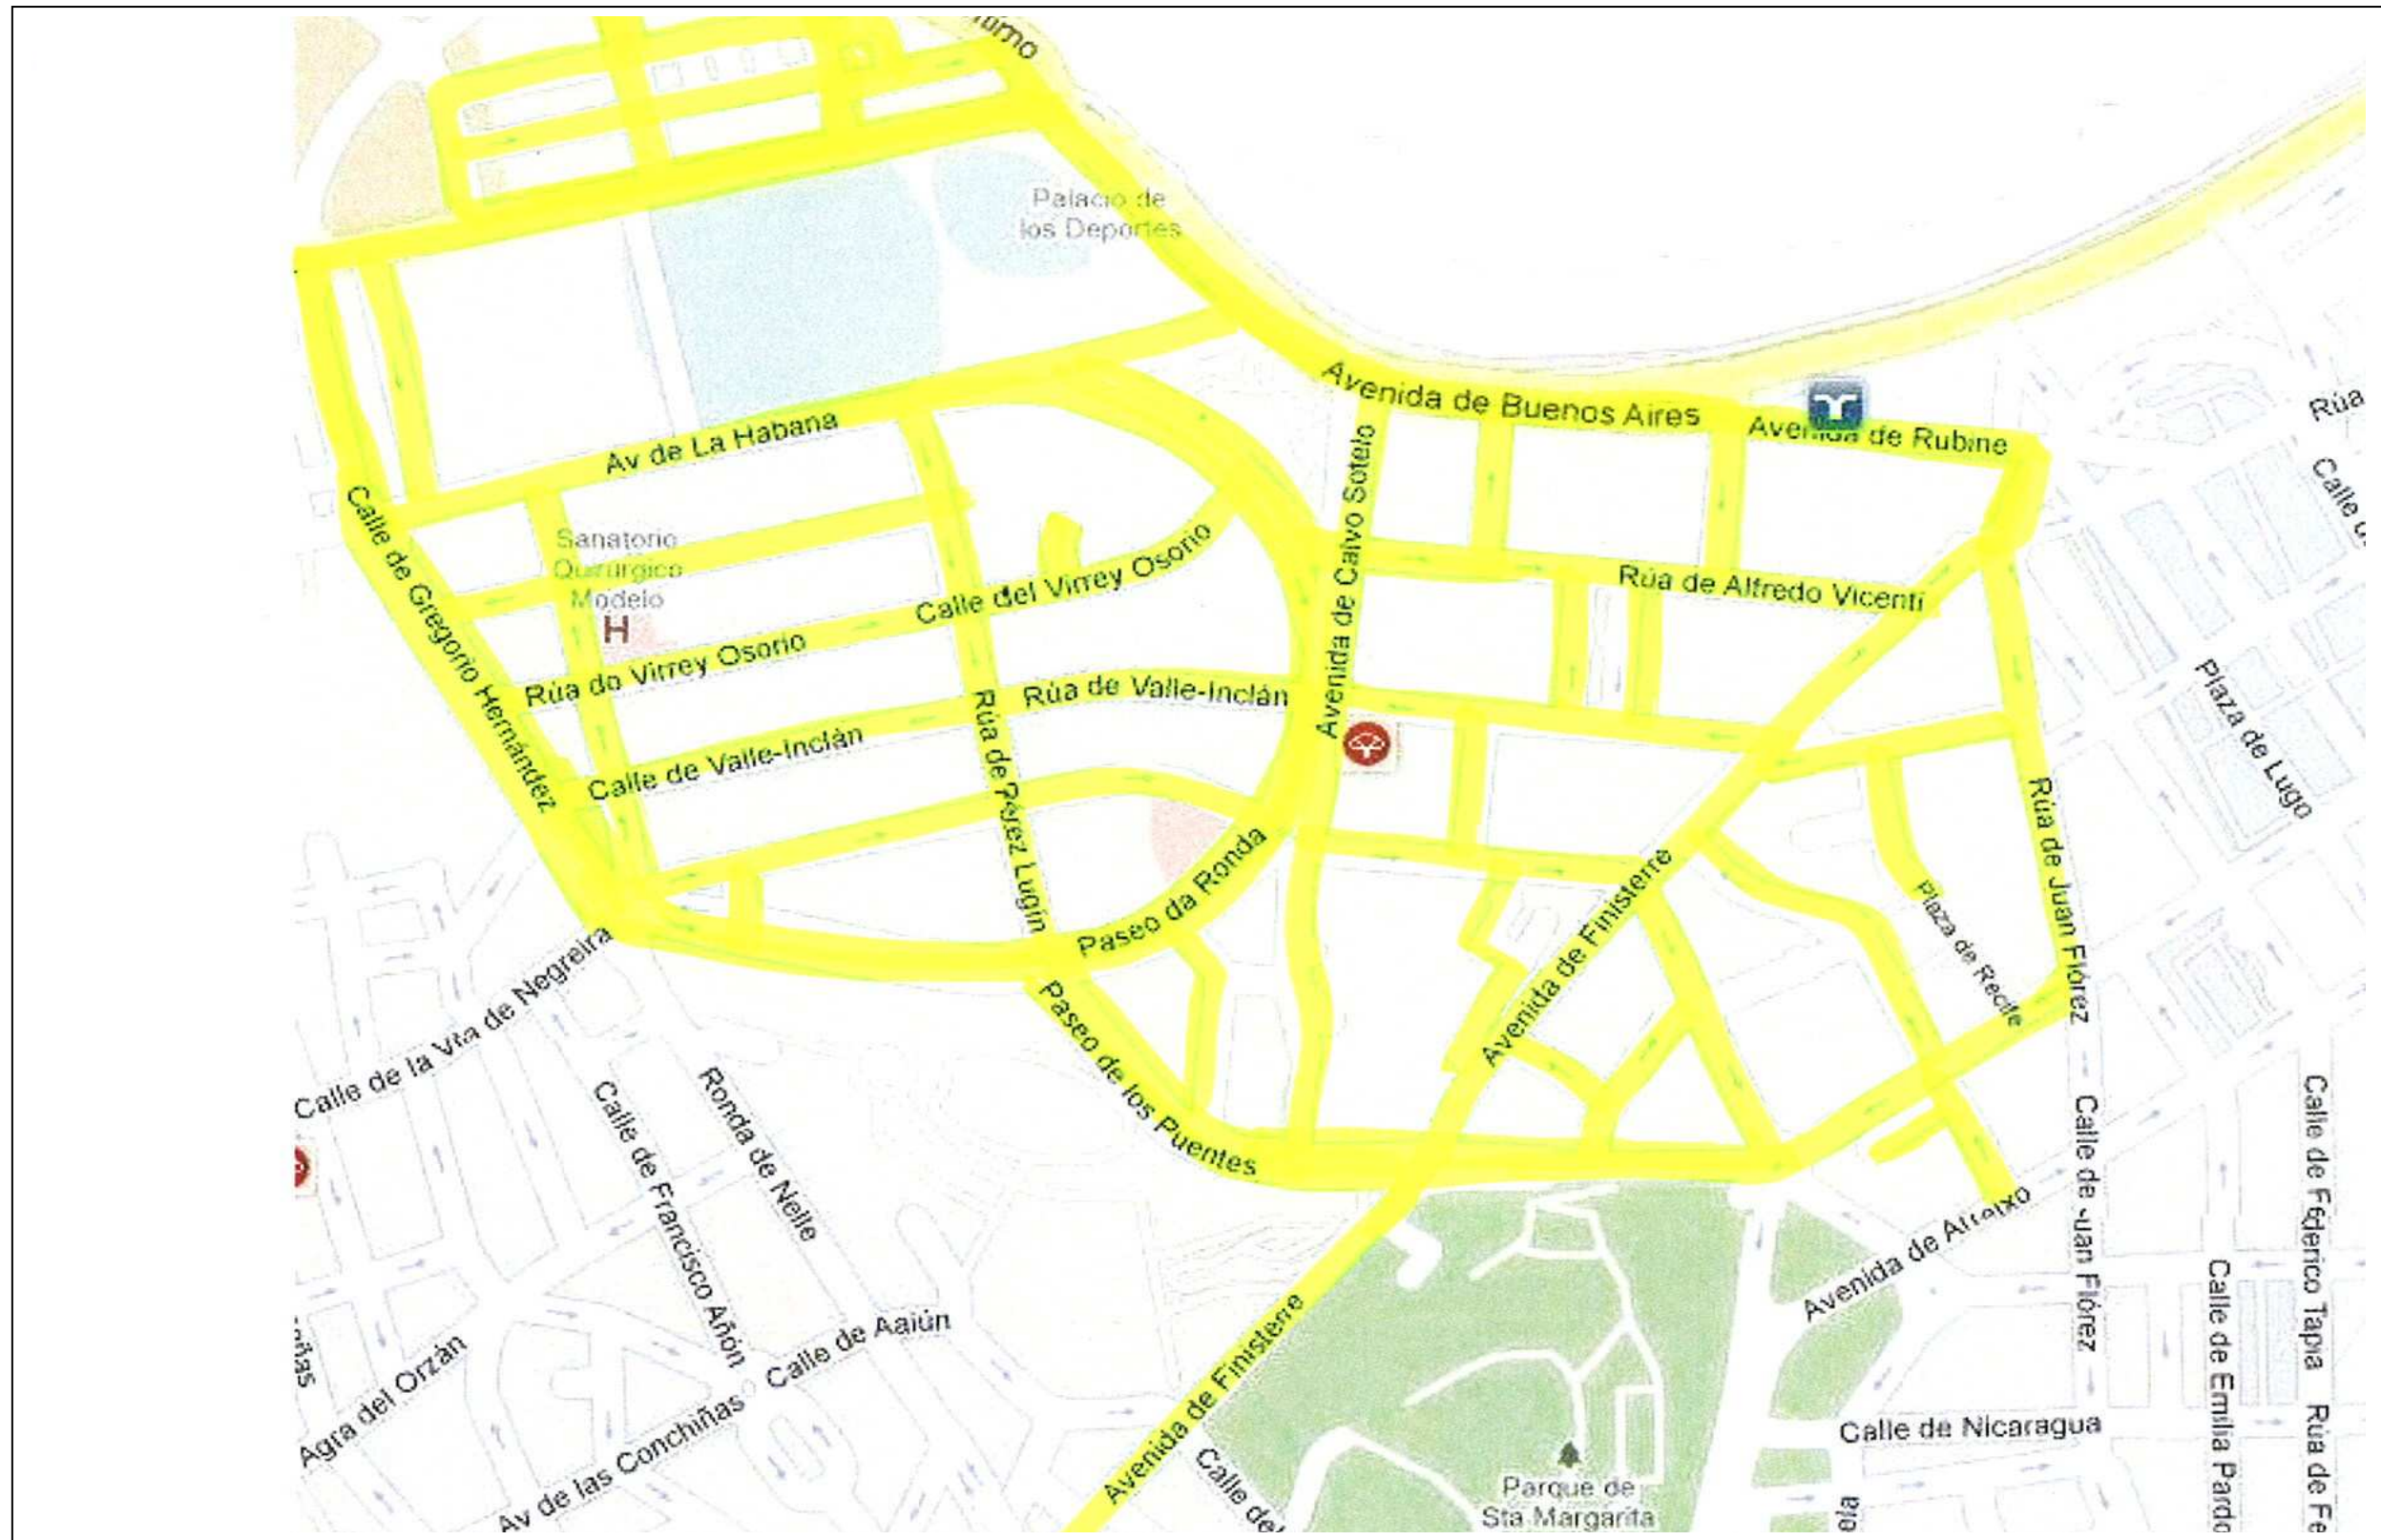 Palacio de
los Deportes
Avenida de Buenos Aires
Avenida de Rubine
Rúa
Av de La Habana
Calle de Gregorio Hernández
Sanatorio
Quirúrgico
Modelo
H
Avenida de Calvo Sotelo
Calle del Virrey Osorio
Rúa do Virrey Osorio
Rúa de Alfredo Vicenti
Rúa de Valle-Inclán
Calle de Valle-Inclán
Rúa de Pérez Lugín
Plaza de Lugo
Rúa de Juan Flórez
Paseo da Ronda
Avenida de Finisterre
Plaza de Recife
Calle de la Vila de Negreira
Paseo de los Puentes
Ronda de Nelle
Calle de Francisco Añón
Calle de Juan Flórez
Calle de Federico Tapia
Avenida de Arteixo
Calle de Emilia Pardo
Calle de Aaiún
Agra del Orzán
Av de las Conchiñas
Avenida de Finisterre
Calle del
Calle de Nicaragua
Rúa de Fe
Parque de
Sta Margarita